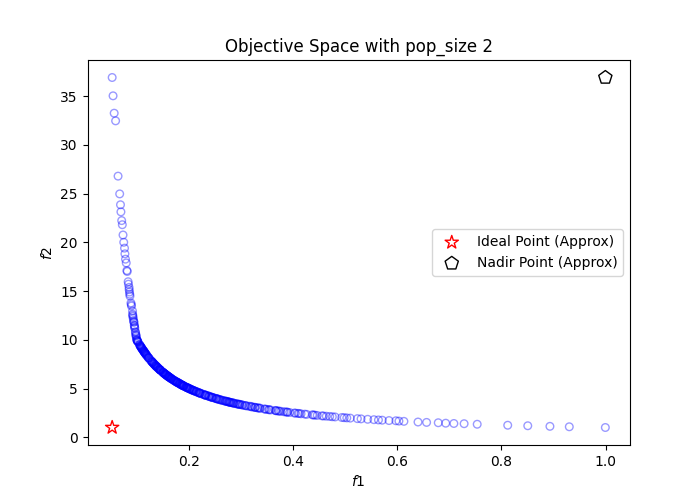 Objective Space with pop_size 2
f2
35
30
25
20
15
10
5
0
Ideal Point (Approx)
Nadir Point (Approx)
0.2 0.4 0.6 0.8 1.0
f1